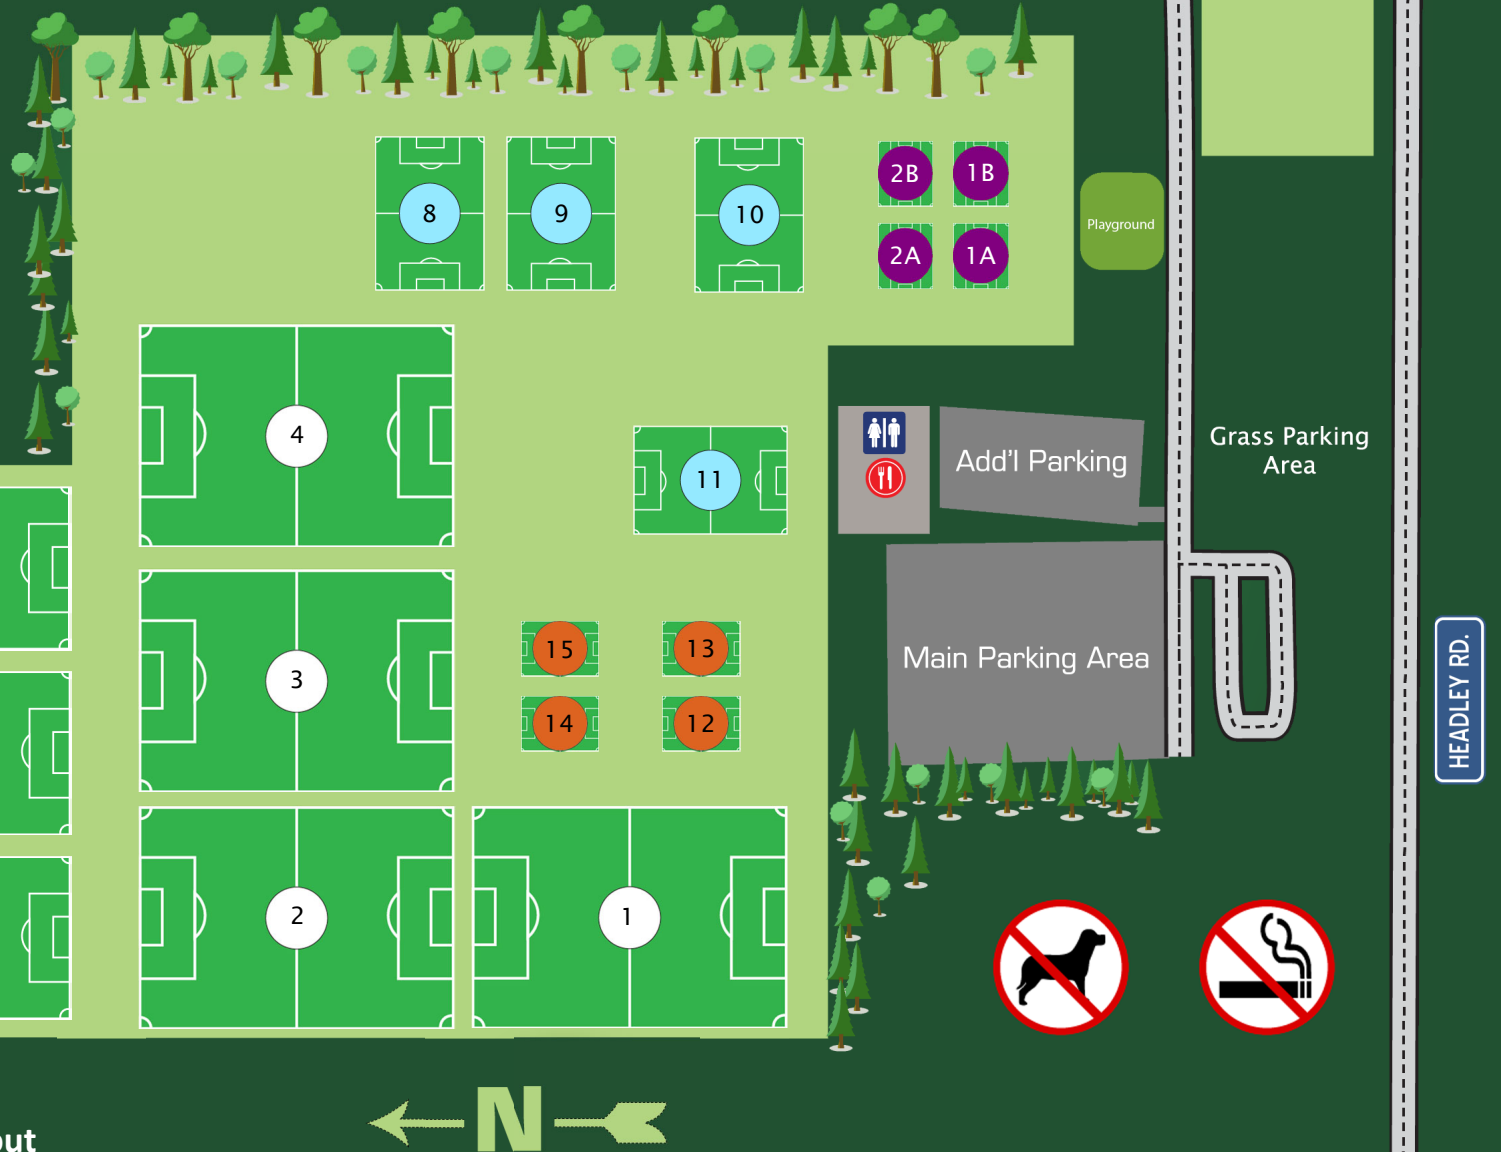 2B
1B
8
9
10
Playground
2A
1A
4
Grass Parking
Area
Add'l Parking
11
15
13
Main Parking Area
3
14
12
HEADLEY RD.
2
1
N